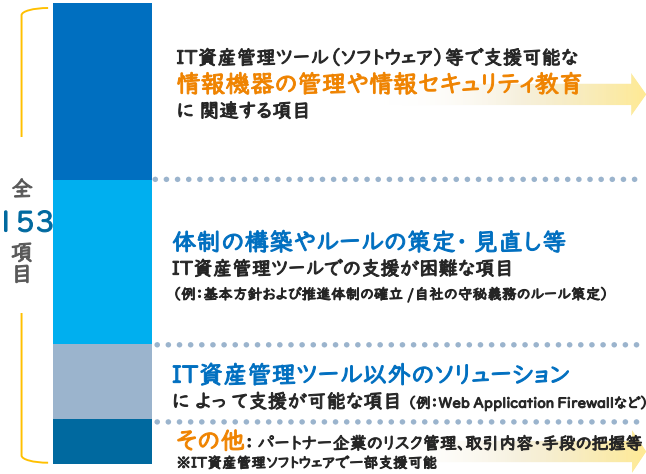 全
153
項
目
IT資産管理ツール（ソフトウェア）等で支援可能な
情報機器の管理や情報セキュリティ教育
に 関連する項目
体制の構築やルールの策定・ 見直し等
IT資産管理ツールでの支援が困難な項目
（例：基本方針および推進体制の確立 /自社の守秘義務のルール策定）
IT資産管理ツール以外のソリューション
に よって支援が可能な項目（例：Web Application Firewallなど）
その他：パートナー企業のリスク管理、取引内容・手段の把握等
※IT資産管理ソフトウェアで一部支援可能